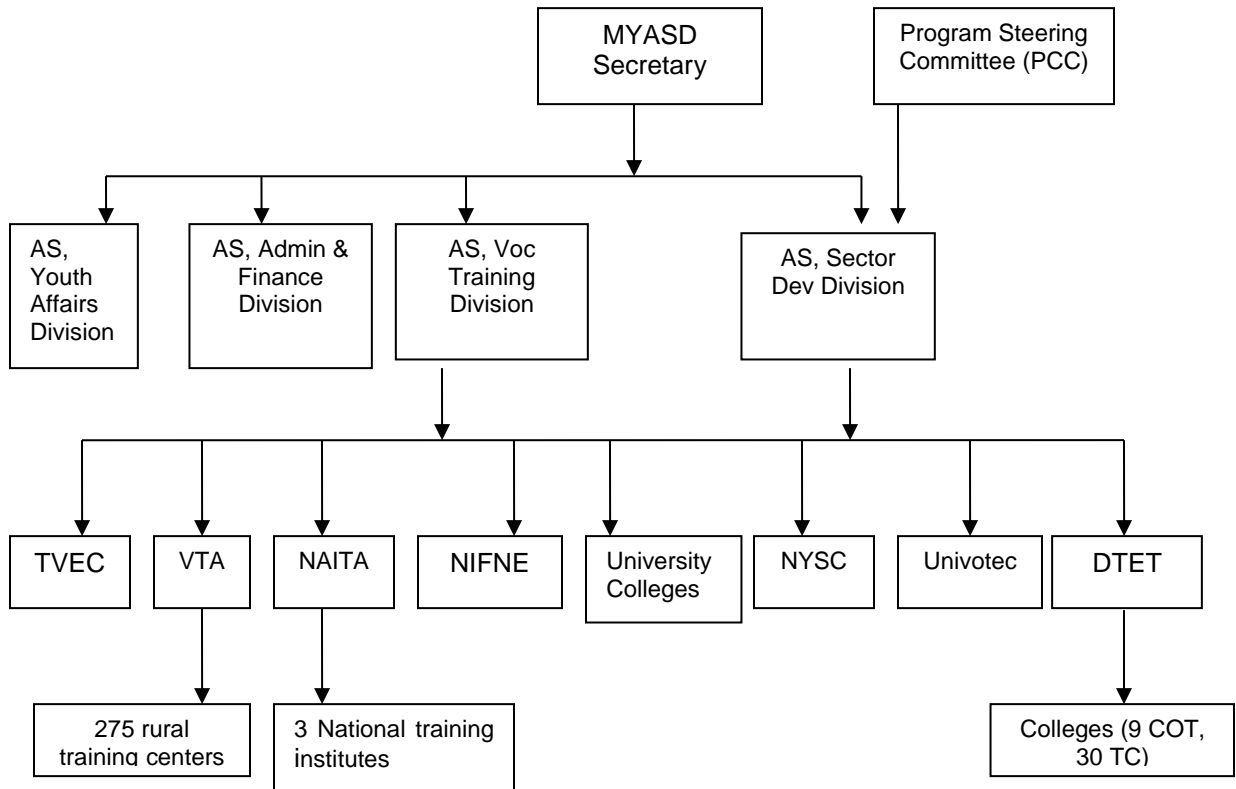 MYASD
Secretary
Program Steering
Committee (PCC)
AS,
Youth
Affairs
Division
AS, Admin &
Finance
Division
AS, Voc
Training
Division
AS, Sector
Dev Division
TVEC
VTA
NAITA
NIFNE
University
Colleges
NYSC
Univotec
DTET
275 rural
training centers
3 National training
institutes
Colleges (9 COT,
30 TC)